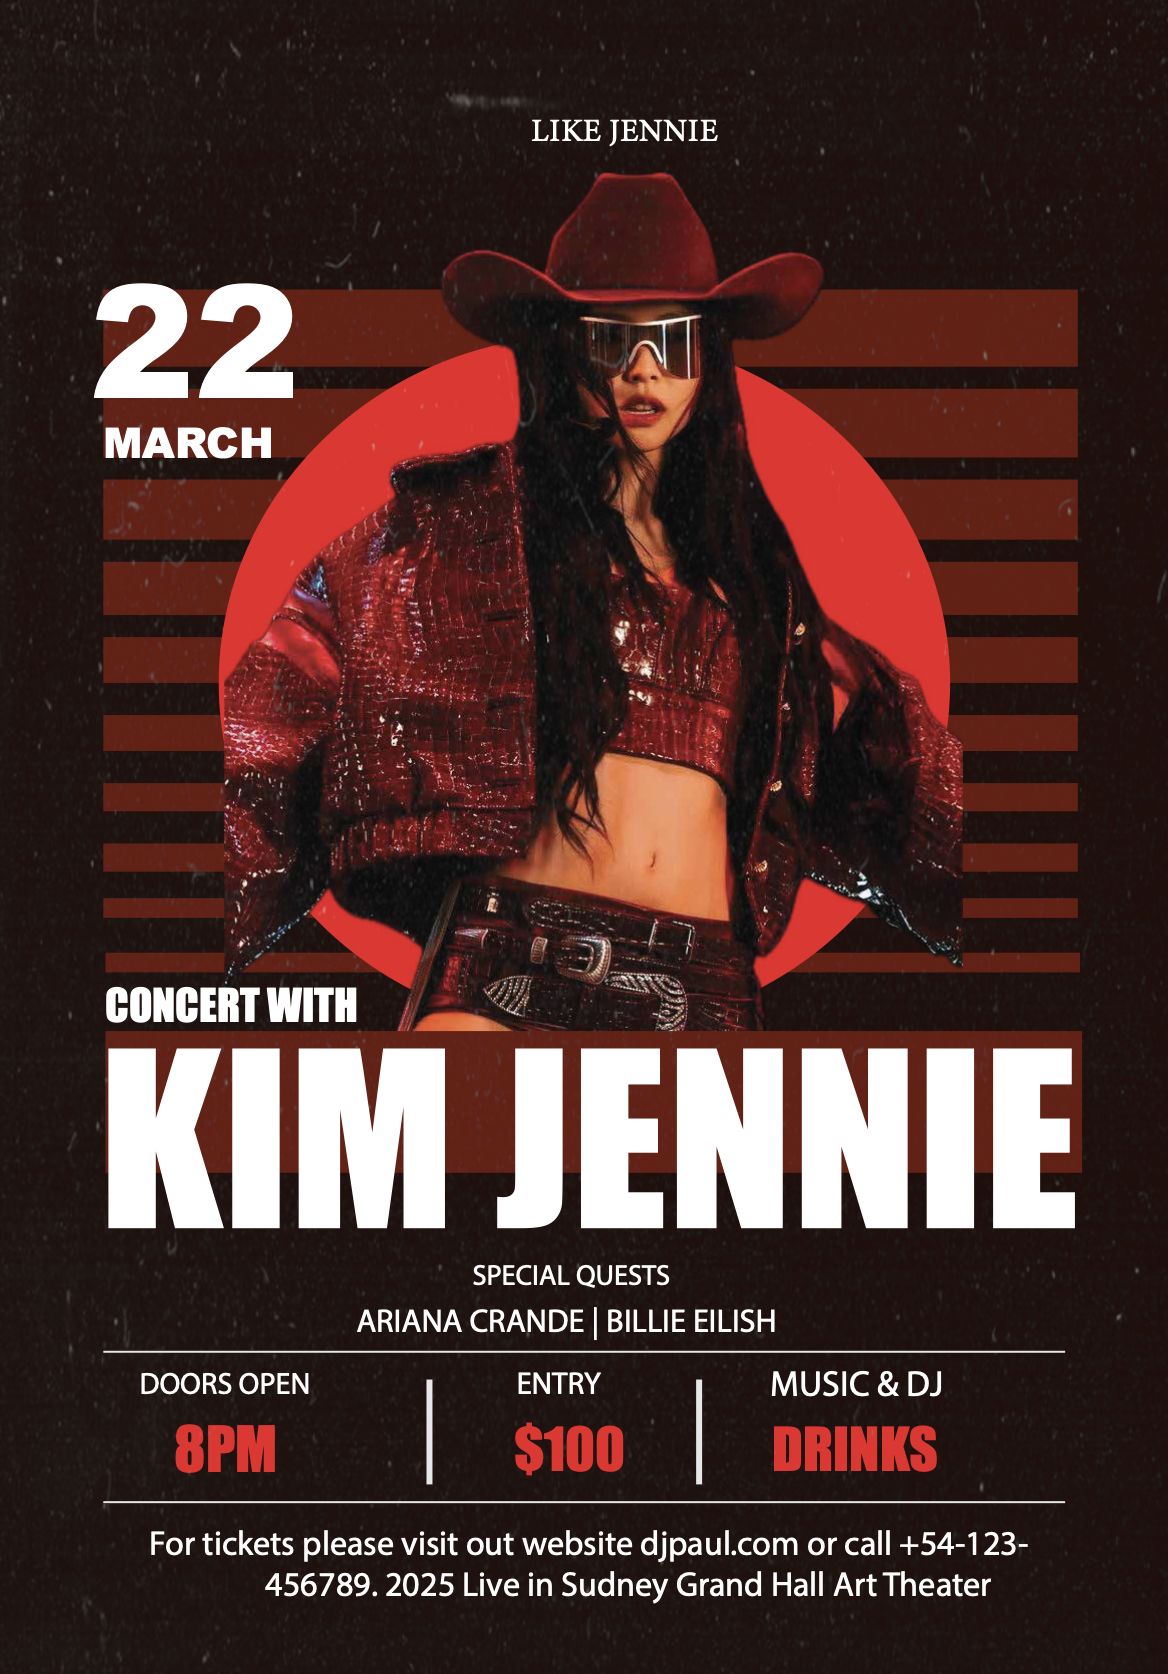 LIKE JENNIE
22
MARCH
CONCERT WITH
KIM JENNIE
SPECIAL QUESTS
ARIANA CRANDE | BILLIE EILISH
DOORS OPEN
8PM
ENTRY
$100
MUSIC & DJ
DRINKS
For tickets please visit out website djpaul.com or call +54-123-
456789. 2025 Live in Sudney Grand Hall Art Theater